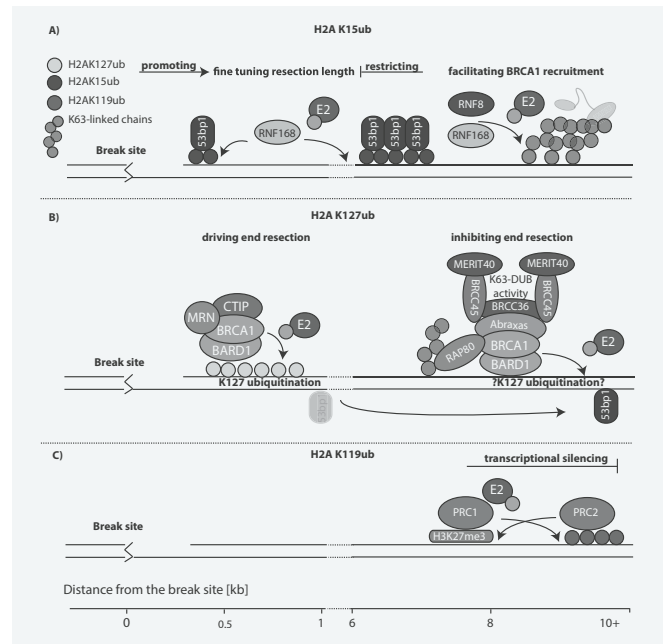 A)
H2A K15ub
H2AK127ub
H2AK15ub
H2AK119ub
K63-linked chains
promoting
fine tuning resection length
restricting
facilitating BRCA1 recruitment
53bp1
RNF168
E2
53bp1
53bp1
53bp1
RNF8
RNF168
E2
Break site
B)
H2A K127ub
driving end resection
inhibiting end resection
MERIT40
MERIT40
K63-DUB
activity
BRCC45
BRCC45
BRCC36
CTIP
MRN
BRCA1
BARD1
E2
Abraxas
RAP80
BRCA1
BARD1
E2
Break site
K127 ubiquitination
?K127 ubiquitination?
53bp1
53bp1
C)
H2A K119ub
transcriptional silencing
E2
PRC1
PRC2
H3K27me3
Break site
Distance from the break site [kb]
0
0.5
1
6
8
10+